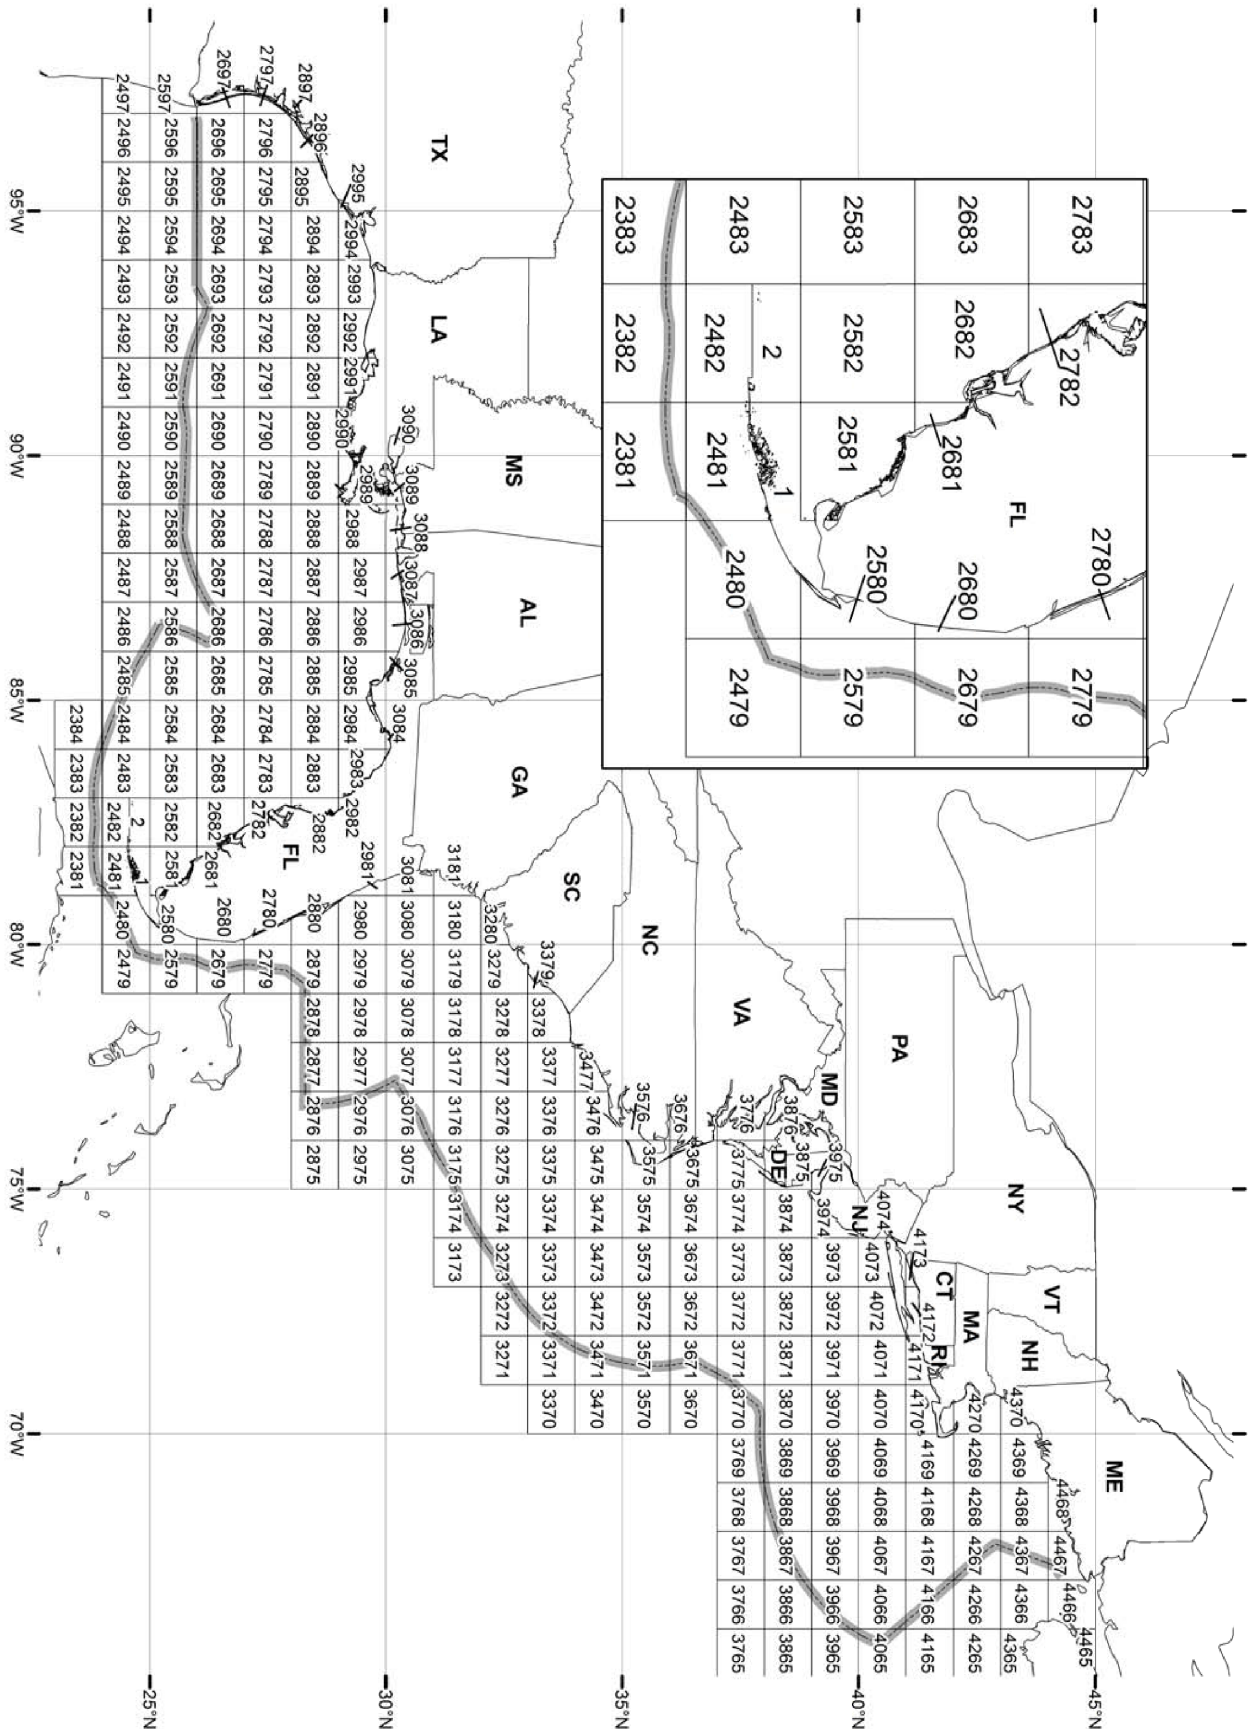 ME
VT
NH
NY
MA
CT
RI
PA
NJ
MD
DE
VA
NC
SC
GA
AL
MS
LA
TX
FL
4468 4467 4466 4465
4370 4369 4368 4367 4366 4365
4270 4269 4268 4267 4266 4265
4173 4172 4171 4170 4169 4168 4167 4166 4165
4074 4073 4072 4071 4070 4069 4068 4067 4066 4065
3975 3974 3973 3972 3971 3970 3969 3968 3967 3966 3965
3876 3875 3874 3873 3872 3871 3870 3869 3868 3867 3866 3865
3776 3775 3774 3773 3772 3771 3770 3769 3768 3767 3766 3765
3676 3675 3674 3673 3672 3671 3670
3576 3575 3574 3573 3572 3571 3570
3477 3476 3475 3474 3473 3472 3471 3470
3379 3378 3377 3376 3375 3374 3373 3372 3371 3370
3280 3279 3278 3277 3276 3275 3274 3273 3272 3271
3181 3180 3179 3178 3177 3176 3175 3174 3173
3090 3089 3088 3087 3086 3085 3084 3081 3080 3079 3078 3077 3076 3075
2995 2994 2993 2992 2991 2990 2989 2988 2987 2986 2985 2984 2983 2982 2981 2980 2979 2978 2977 2976 2975
2897 2896 2895 2894 2893 2892 2891 2890 2889 2888 2887 2886 2885 2884 2883 2882 2880 2879 2878 2877 2876 2875
2797 2796 2795 2794 2793 2792 2791 2790 2789 2788 2787 2786 2785 2784 2783 2782 2780 2779
2697 2696 2695 2694 2693 2692 2691 2690 2689 2688 2687 2686 2685 2684 2683 2682 2681 2680 2679
2597 2596 2595 2594 2593 2592 2591 2590 2589 2588 2587 2586 2585 2584 2583 2582 2581 2580 2579
2497 2496 2495 2494 2493 2492 2491 2490 2489 2488 2487 2486 2485 2484 2483 2482 2 2481 1 2480 2479
2384 2383 2382 2381
2783 2782 2780 2779
FL
2683 2682 2681 2680 2679
2583 2582 2581 2580 2579
2 1
2483 2482 2481 2480 2479
2383 2382 2381
45°N
40°N
35°N
30°N
25°N
95°W 90°W 85°W 80°W 75°W 70°W